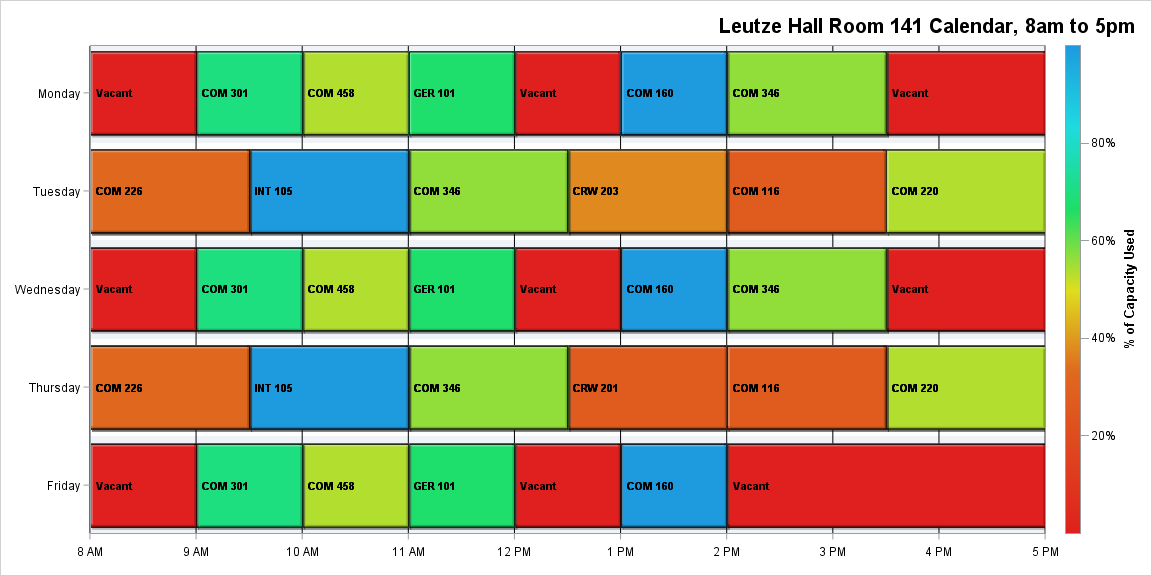 Leutze Hall Room 141 Calendar, 8am to 5pm
Monday Vacant COM 301 COM 458 GER 101 Vacant COM 160 COM 346 Vacant
80%
Tuesday COM 226 INT 105 COM 346 CRW 203 COM 116 COM 220
60%
% of Capacity Used
Wednesday Vacant COM 301 COM 458 GER 101 Vacant COM 160 COM 346 Vacant
40%
Thursday COM 226 INT 105 COM 346 CRW 201 COM 116 COM 220
20%
Friday Vacant COM 301 COM 458 GER 101 Vacant COM 160 Vacant
8 AM 9 AM 10 AM 11 AM 12 PM 1 PM 2 PM 3 PM 4 PM 5 PM